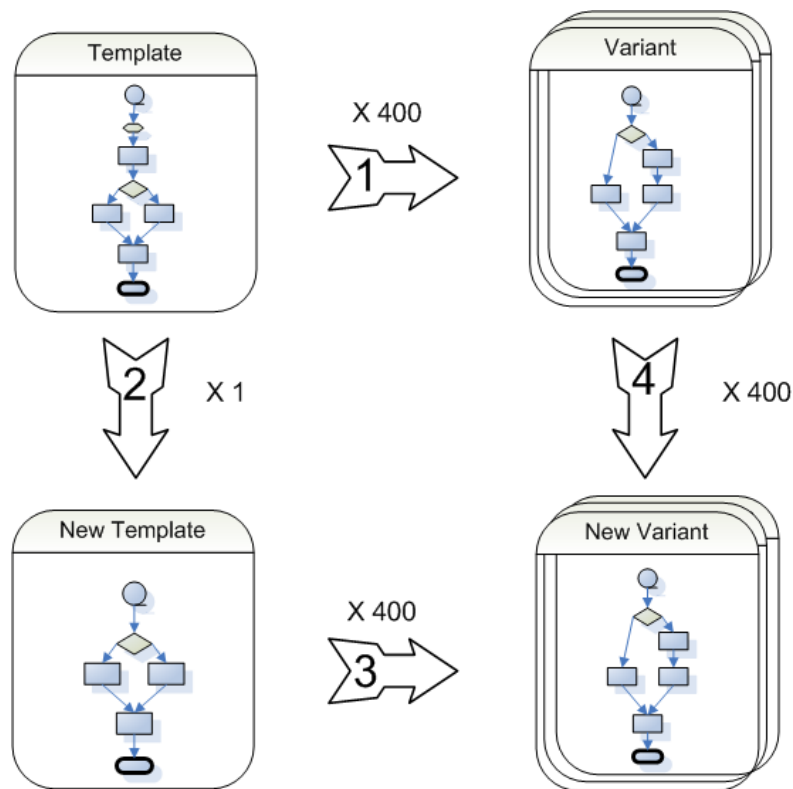 Template
Variant
X 400
1
2
X 1
4
X 400
New Template
New Variant
X 400
3